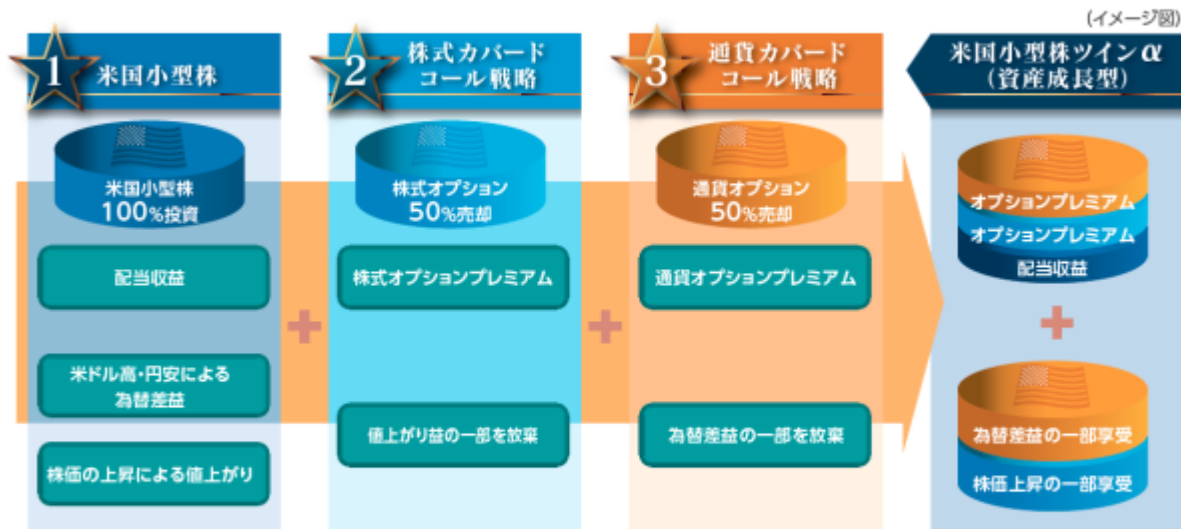 (イメージ図)
1
米国小型株
2
株式カバード
コール戦略
3
通貨カバード
コール戦略
米国小型株ツインα
(資産成長型)
米国小型株
100%投資
配当収益
米ドル高・円安による
為替差益
株価の上昇による値上がり
+
株式オプション
50%売却
株式オプションプレミアム
値上がり益の一部を放棄
+
通貨オプション
50%売却
通貨オプションプレミアム
為替差益の一部を放棄
オプションプレミアム
オプションプレミアム
配当収益
+
為替差益の一部享受
株価上昇の一部享受